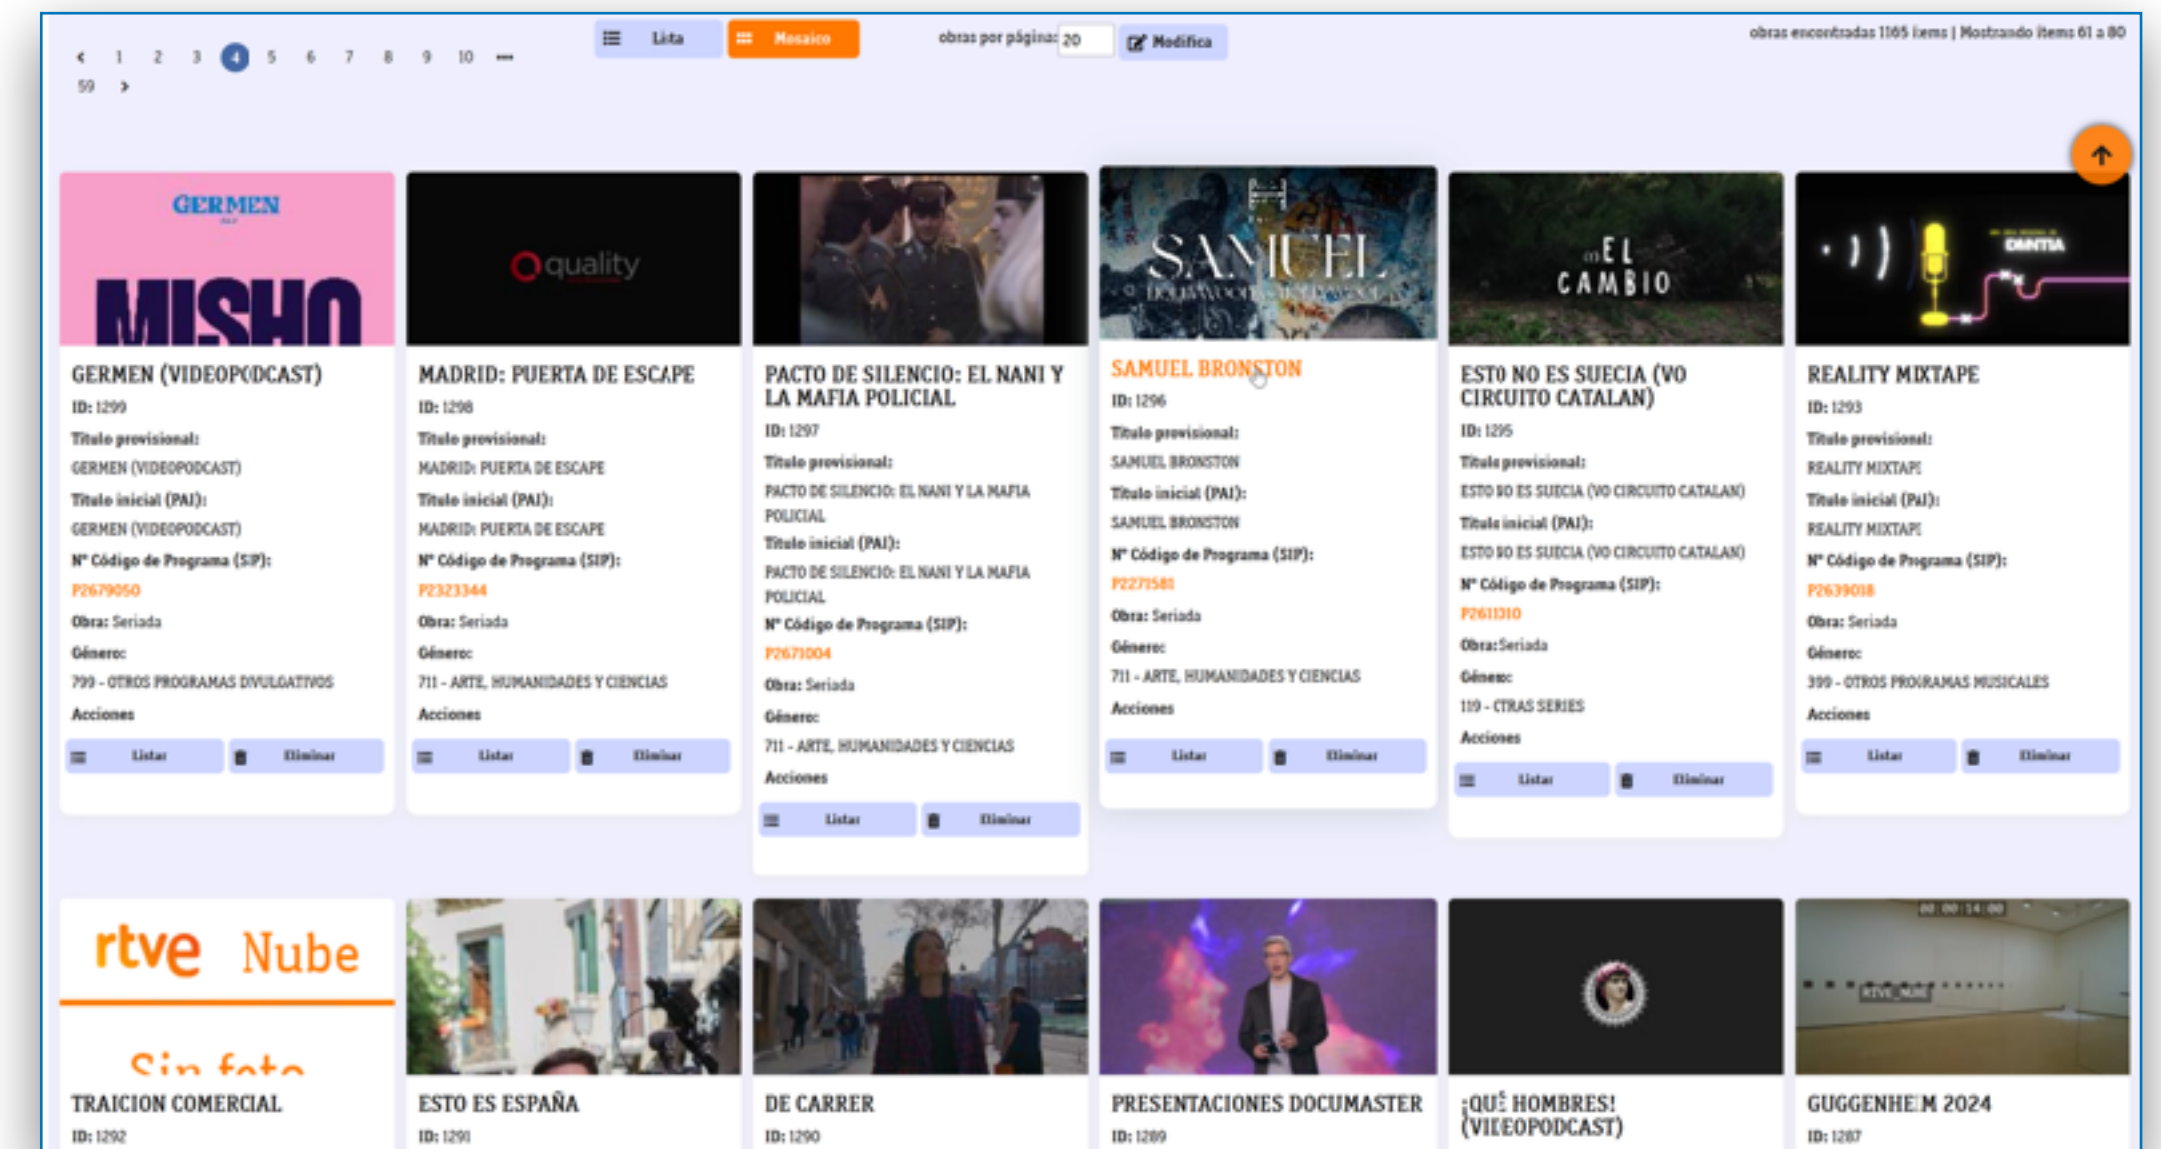 < 1 2 3 4 5 6 7 8 9 10 ...
59 >
Lista
Mosaico
obras por página: 20
Modifica
obras encontradas 1165 items | Mostrando items 61 a 80
GERMEN
MISHO
GERMEN (VIDEOPODCAST)
ID: 1299
Título provisional:
GERMEN (VIDEOPODCAST)
Título inicial (PAI):
GERMEN (VIDEOPODCAST)
Nº Código de Programa (SIP):
P2679050
Obra: Seriada
Género:
799 - OTROS PROGRAMAS DIVULGATIVOS
Acciones
Listar
Eliminar
quality
MADRID: PUERTA DE ESCAPE
ID: 1298
Título provisional:
MADRID: PUERTA DE ESCAPE
Título inicial (PAI):
MADRID: PUERTA DE ESCAPE
Nº Código de Programa (SIP):
P2323344
Obra: Seriada
Género:
711 - ARTE, HUMANIDADES Y CIENCIAS
Acciones
Listar
Eliminar
PACTO DE SILENCIO: EL NANI Y
LA MAFIA POLICIAL
ID: 1297
Título provisional:
PACTO DE SILENCIO: EL NANI Y LA MAFIA
POLICIAL
Título inicial (PAI):
PACTO DE SILENCIO: EL NANI Y LA MAFIA
POLICIAL
Nº Código de Programa (SIP):
P2671004
Obra: Seriada
Género:
711 - ARTE, HUMANIDADES Y CIENCIAS
Acciones
Listar
Eliminar
SAMUEL
SAMUEL BRONSTON
ID: 1296
Título provisional:
SAMUEL BRONSTON
Título inicial (PAI):
SAMUEL BRONSTON
Nº Código de Programa (SIP):
P2271581
Obra: Seriada
Género:
711 - ARTE, HUMANIDADES Y CIENCIAS
Acciones
Listar
Eliminar
EL
CAMBIO
ESTO NO ES SUECIA (VO
CIRCUITO CATALAN)
ID: 1295
Título provisional:
ESTO NO ES SUECIA (VO CIRCUITO CATALAN)
Título inicial (PAI):
ESTO NO ES SUECIA (VO CIRCUITO CATALAN)
Nº Código de Programa (SIP):
P2611310
Obra: Seriada
Género:
119 - OTRAS SERIES
Acciones
Listar
Eliminar
REALITY MIXTAPE
ID: 1293
Título provisional:
REALITY MIXTAPE
Título inicial (PAI):
REALITY MIXTAPE
Nº Código de Programa (SIP):
P2639018
Obra: Seriada
Género:
399 - OTROS PROGRAMAS MUSICALES
Acciones
Listar
Eliminar
rtve Nube
Sin foto
TRAICION COMERCIAL
ID: 1292
ESTO ES ESPAÑA
ID: 1291
DE CARRER
ID: 1290
PRESENTACIONES DOCUMASTER
ID: 1289
¡QUÉ HOMBRES!
(VIDEOPODCAST)
00:00:14:00
RTVE_NUBE
GUGGENHEIM 2024
ID: 1287